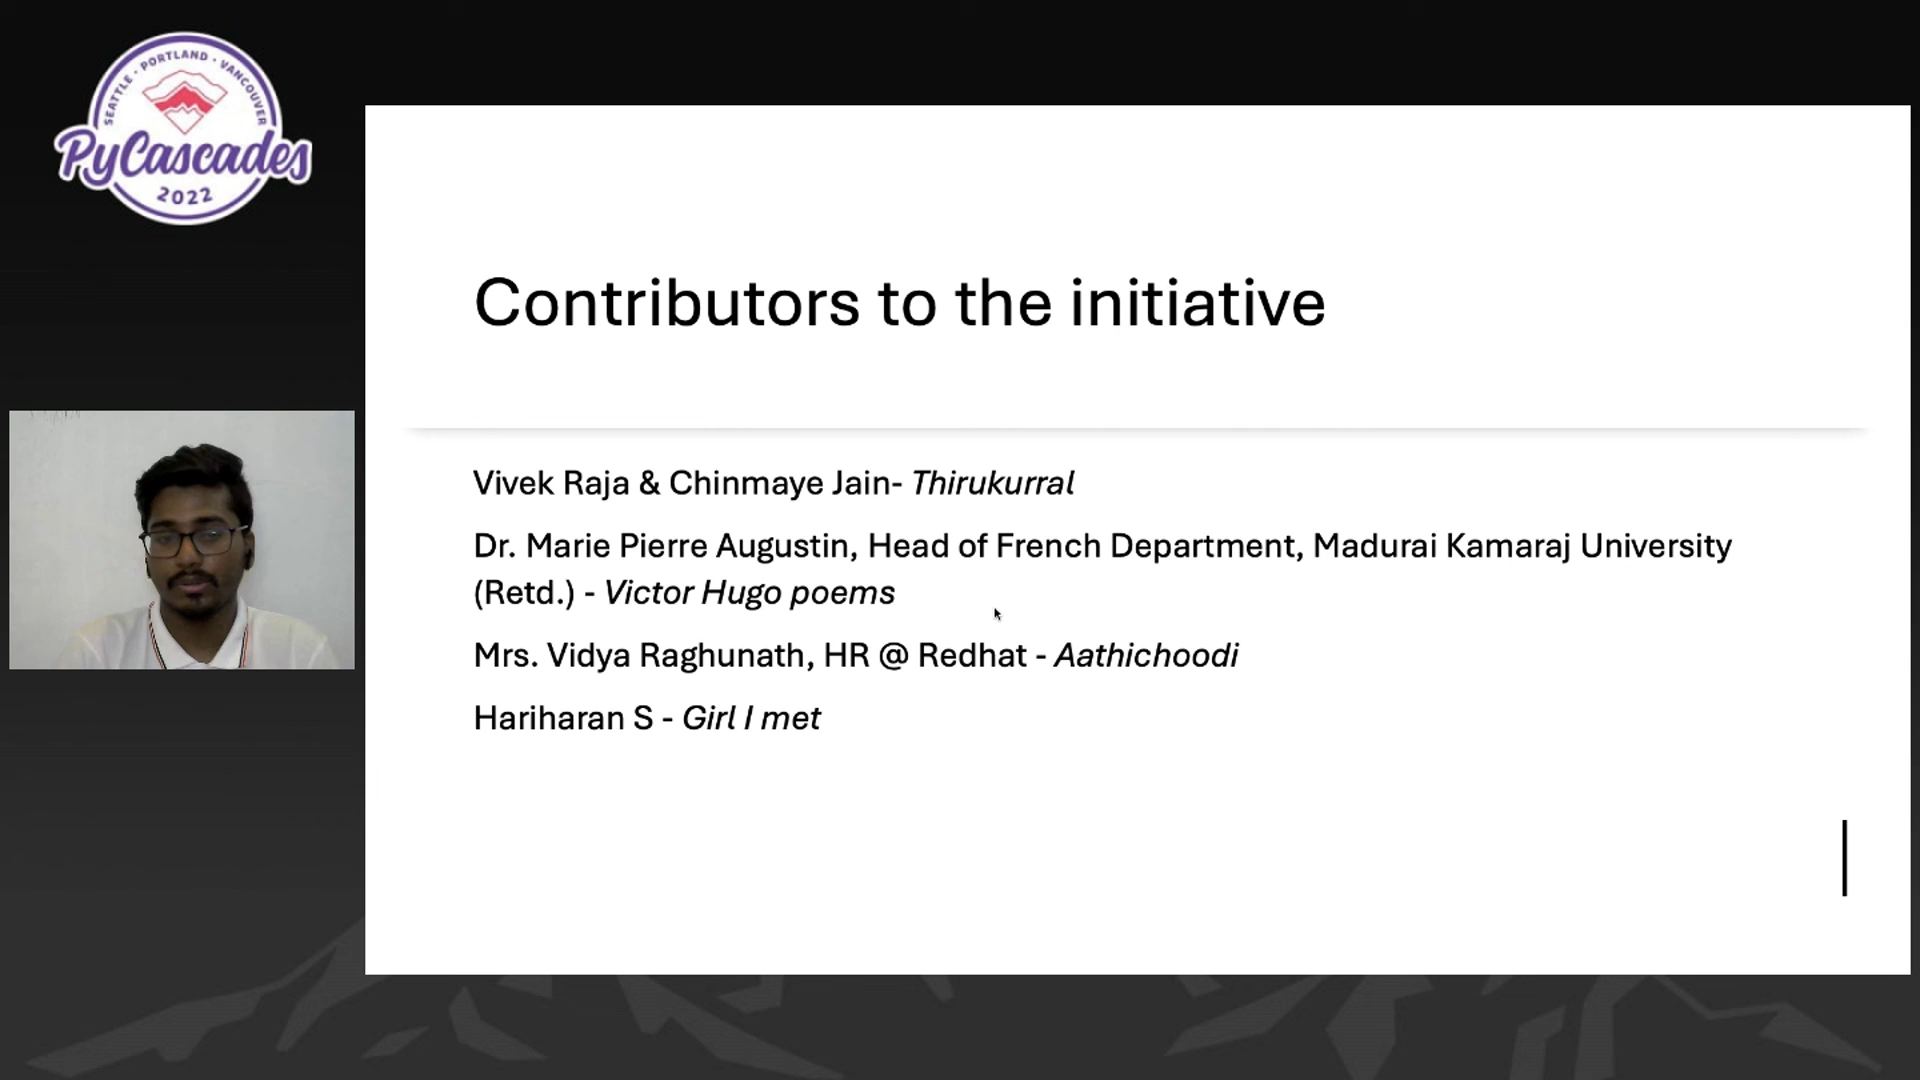 SEATTLE · PORTLAND · VANCOUVER
PyCascades
2022
Contributors to the initiative
Vivek Raja & Chinmaye Jain- Thirukurral
Dr. Marie Pierre Augustin, Head of French Department, Madurai Kamaraj University
(Retd.) - Victor Hugo poems
Mrs. Vidya Raghunath, HR @ Redhat - Aathichoodi
Hariharan S - Girl I met